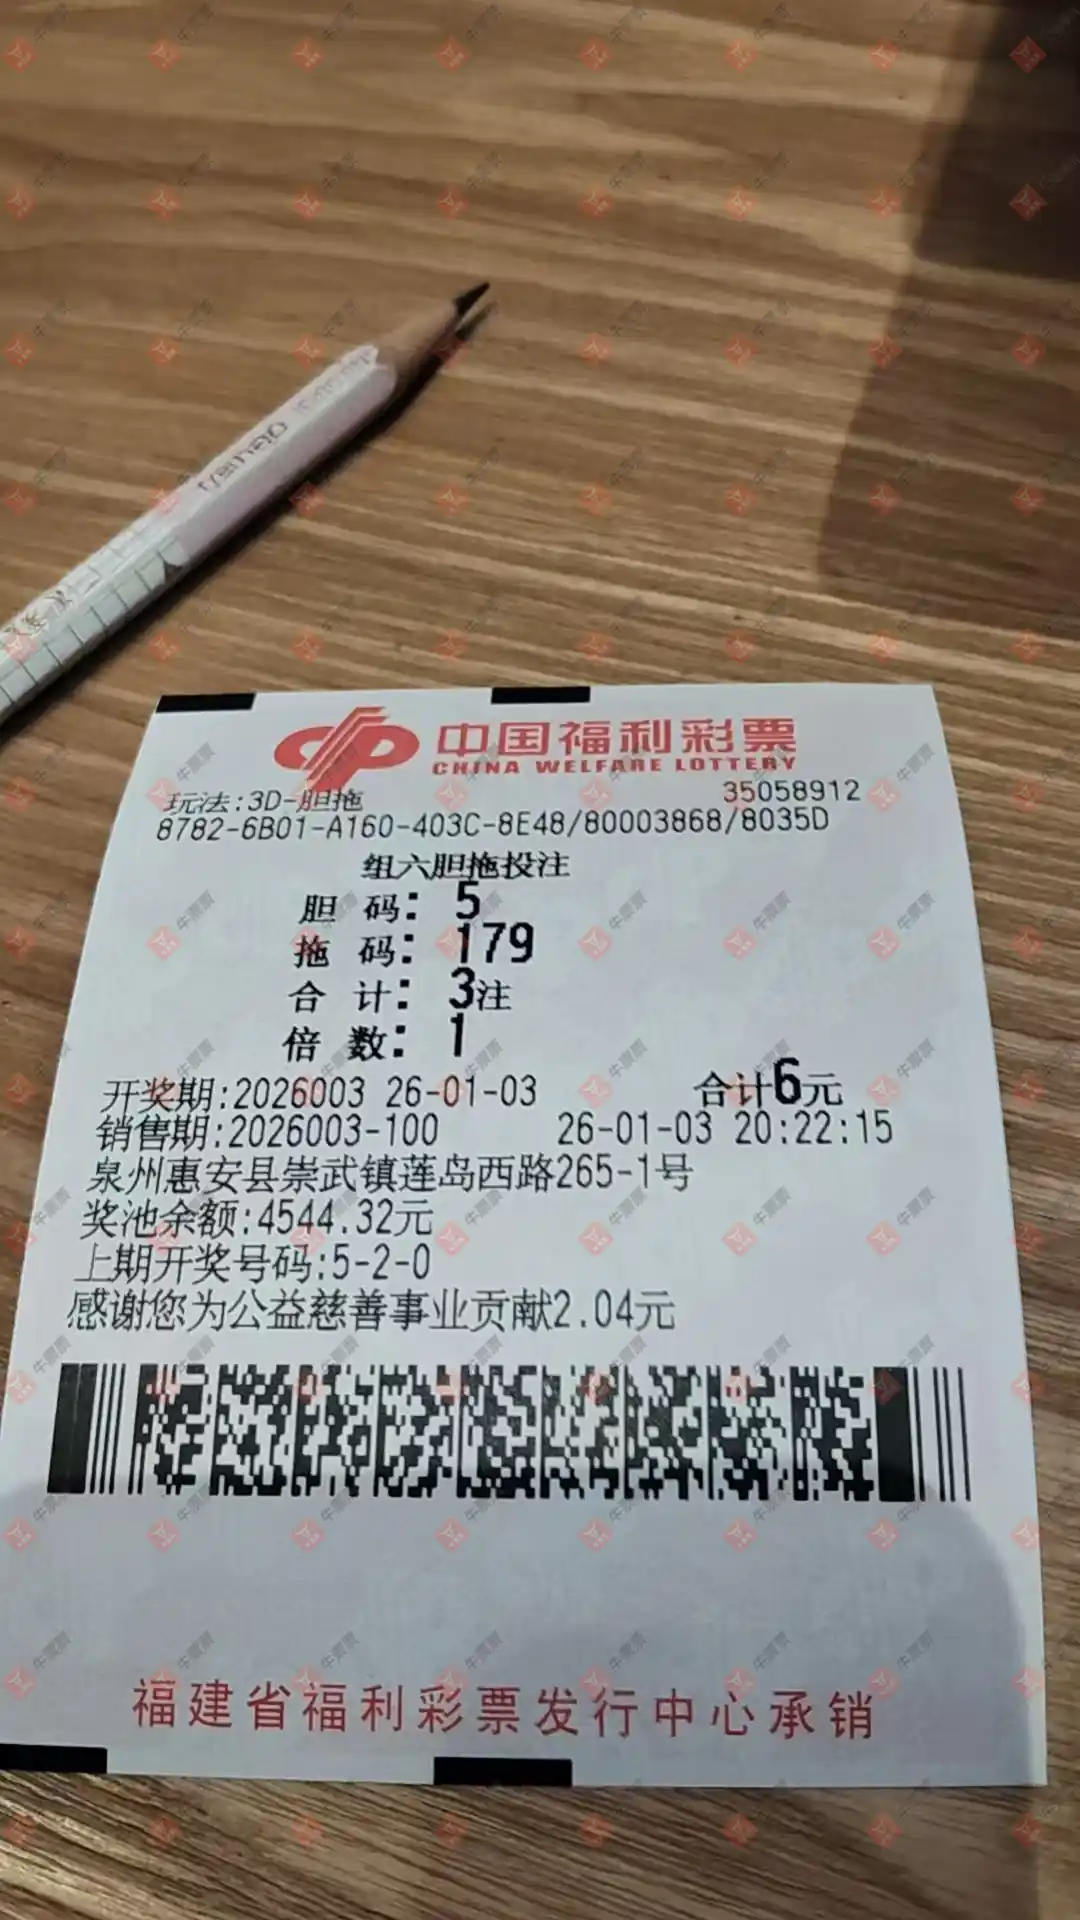 中国福利彩票
CHINA WELFARE LOTTERY
玩法:3D-胆拖 35058912
8782-6B01-A160-403C-8E48/80003868/8035D
组六胆拖投注
胆 码: 5
拖 码: 179
合 计: 3注
倍 数: 1
开奖期:2026003 26-01-03 合计6元
销售期:2026003-100 26-01-03 20:22:15
泉州惠安县崇武镇莲岛西路265-1号
奖池余额:4544.32元
上期开奖号码:5-2-0
感谢您为公益慈善事业贡献2.04元
福建省福利彩票发行中心承销
牛票票